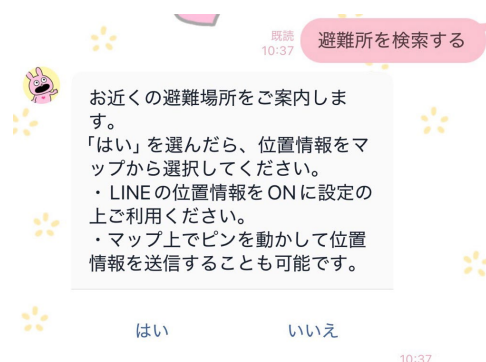 避難所を検索する
既読
10:37
お近くの避難場所をご案内しま
す。
「はい」を選んだら、位置情報をマ
ップから選択してください。
・LINEの位置情報をONに設定の
上ご利用ください。
・マップ上でピンを動かして位置
情報を送信することも可能です。
はい
いいえ
10:37